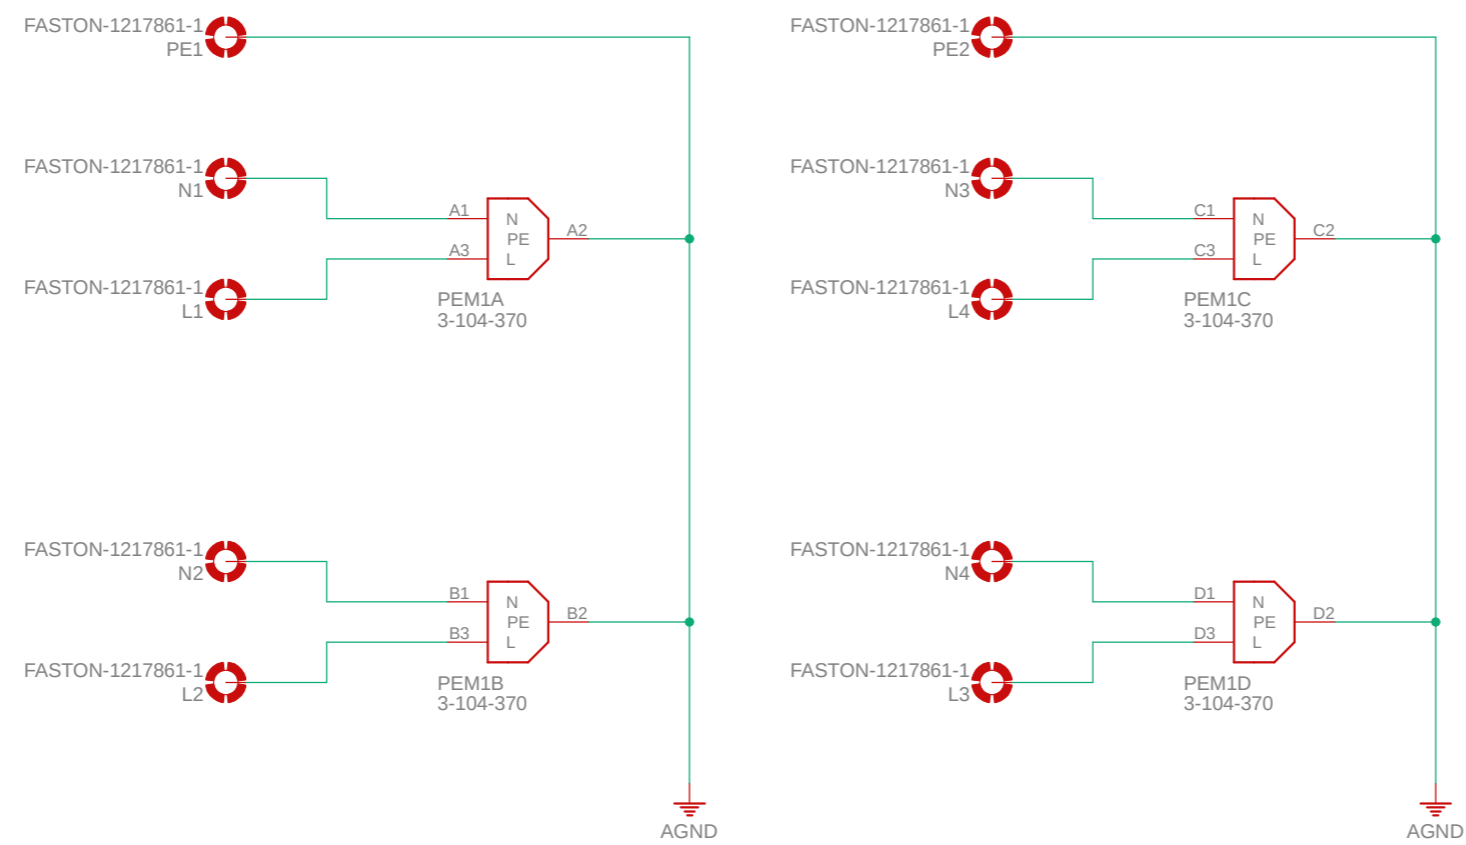 FASTON-1217861-1
PE1
FASTON-1217861-1
N1
A1
N
PE
A2
A3
L
FASTON-1217861-1
L1
PEM1A
3-104-370
FASTON-1217861-1
N2
B1
N
PE
B2
B3
L
FASTON-1217861-1
L2
PEM1B
3-104-370
AGND
FASTON-1217861-1
PE2
FASTON-1217861-1
N3
C1
N
PE
C2
C3
L
FASTON-1217861-1
L4
PEM1C
3-104-370
FASTON-1217861-1
N4
D1
N
PE
D2
D3
L
FASTON-1217861-1
L3
PEM1D
3-104-370
AGND